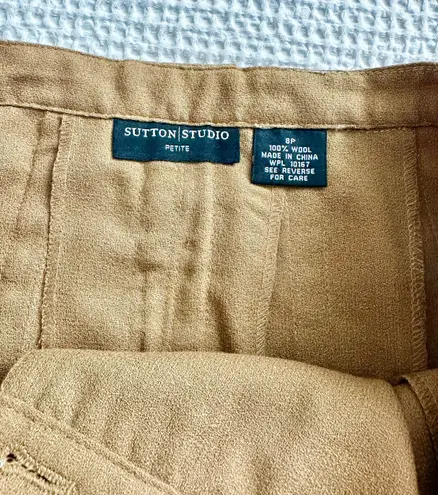 SUTTON|STUDIO
PETITE
8P
100% WOOL
MADE IN CHINA
WPL 10167
SEE REVERSE
FOR CARE